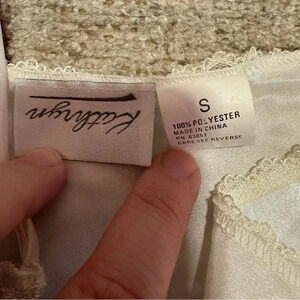 Kathryn
S
100% POLYESTER
MADE IN CHINA
RN 63857
CARE SEE REVERSE